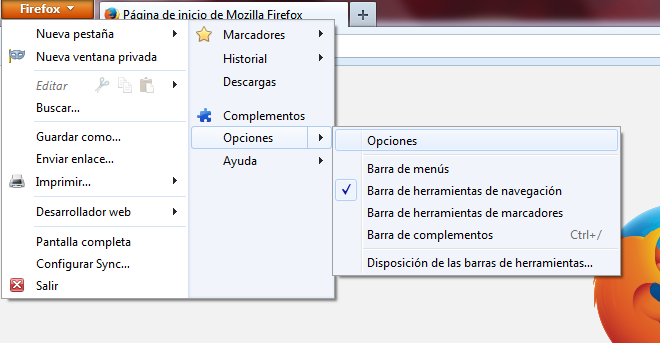 Firefox
Página de inicio de Mozilla Firefox
Nueva pestaña
Nueva ventana privada
Editar
Buscar...
Guardar como...
Enviar enlace...
Imprimir...
Desarrollador web
Pantalla completa
Configurar Sync...
Salir
Marcadores
Historial
Descargas
Complementos
Opciones
Ayuda
Opciones
Barra de menús
Barra de herramientas de navegación
Barra de herramientas de marcadores
Barra de complementos Ctrl+/
Disposición de las barras de herramientas...